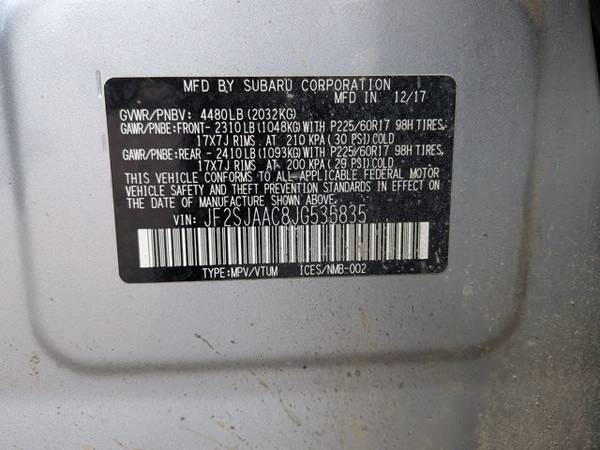 MFD BY SUBARU CORPORATION
MFD IN 12/17
GVWR/PNBV: 4480LB (2032KG)
GAWR/PNBE:FRONT- 2310LB (1048KG) WITH P225/60R17 98H TIRES,
17X7J RIMS AT 210 KPA (30 PSI) COLD
GAWR/PNBE:REAR - 2410LB (1093KG) WITH P225/60R17 98H TIRES,
17X7J RIMS AT 200 KPA (29 PSI) COLD
THIS VEHICLE CONFORMS TO ALL APPLICABLE FEDERAL MOTOR
VEHICLE SAFETY AND THEFT PREVENTION STANDARDS IN EFFECT
ON THE DATE OF MANUFACTURE SHOWN ABOVE.
VIN: JF2SJAAC8JG535835
TYPE:MPV/VTUM ICES/NMB-002